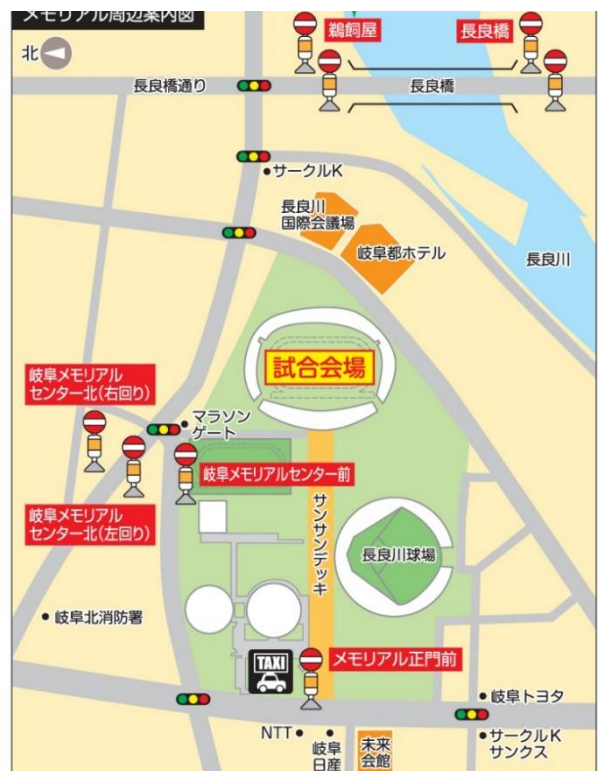 メモリアル周辺案内図
北
鵜飼屋
長良橋
長良橋通り
長良橋
サークルK
長良川
国際会議場
岐阜都ホテル
長良川
試合会場
岐阜メモリアル
センター北(右回り)
マラソン
ゲート
岐阜メモリアルセンター前
岐阜メモリアル
センター北(左回り)
サンサンデッキ
長良川球場
岐阜北消防署
TAXI
メモリアル正門前
岐阜トヨタ
NTT
岐阜
日産
未来
会館
サークルK
サンクス